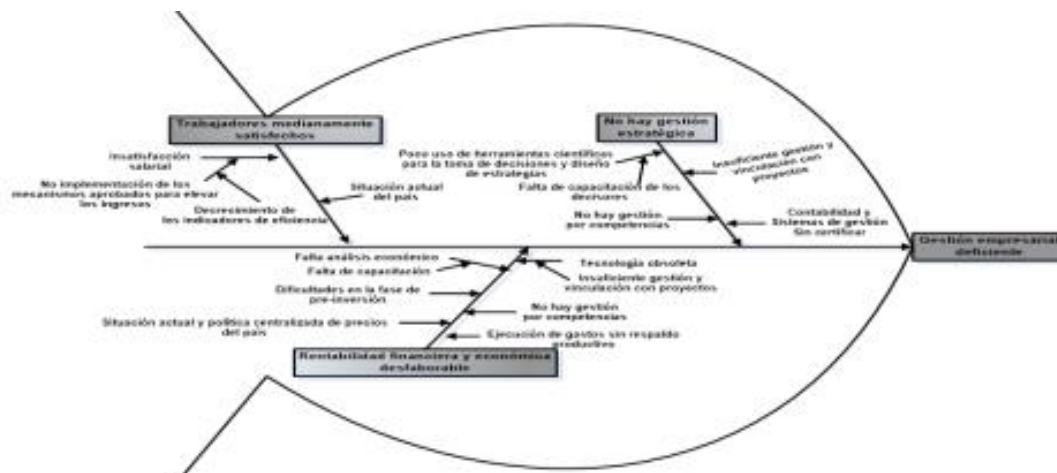 Trabajadores medianamente
satisfechos
Insatisfacción
salarial
No implementación de los
mecanismos aprobados para elevar
los ingresos
Decrecimiento de
los indicadores de eficiencia
Situación actual
del país
No hay gestión
estratégica
Poco uso de herramientas científicas
para la toma de decisiones y diseño
de estrategias
Falta de capacitación de los
decisores
No hay gestión
por competencias
Insuficiente gestión y
vinculación con
proyectos
Contabilidad y
Sistemas de gestión
Sin certificar
Gestión empresarial
deficiente
Falta análisis económico
Falta de capacitación
Dificultades en la fase de
pre-inversión
Situación actual y política centralizada de precios
del país
Tecnología obsoleta
Insuficiente gestión y
vinculación con proyectos
No hay gestión
por competencias
Ejecución de gastos sin respaldo
productivo
Rentabilidad financiera y económica
desfaborable